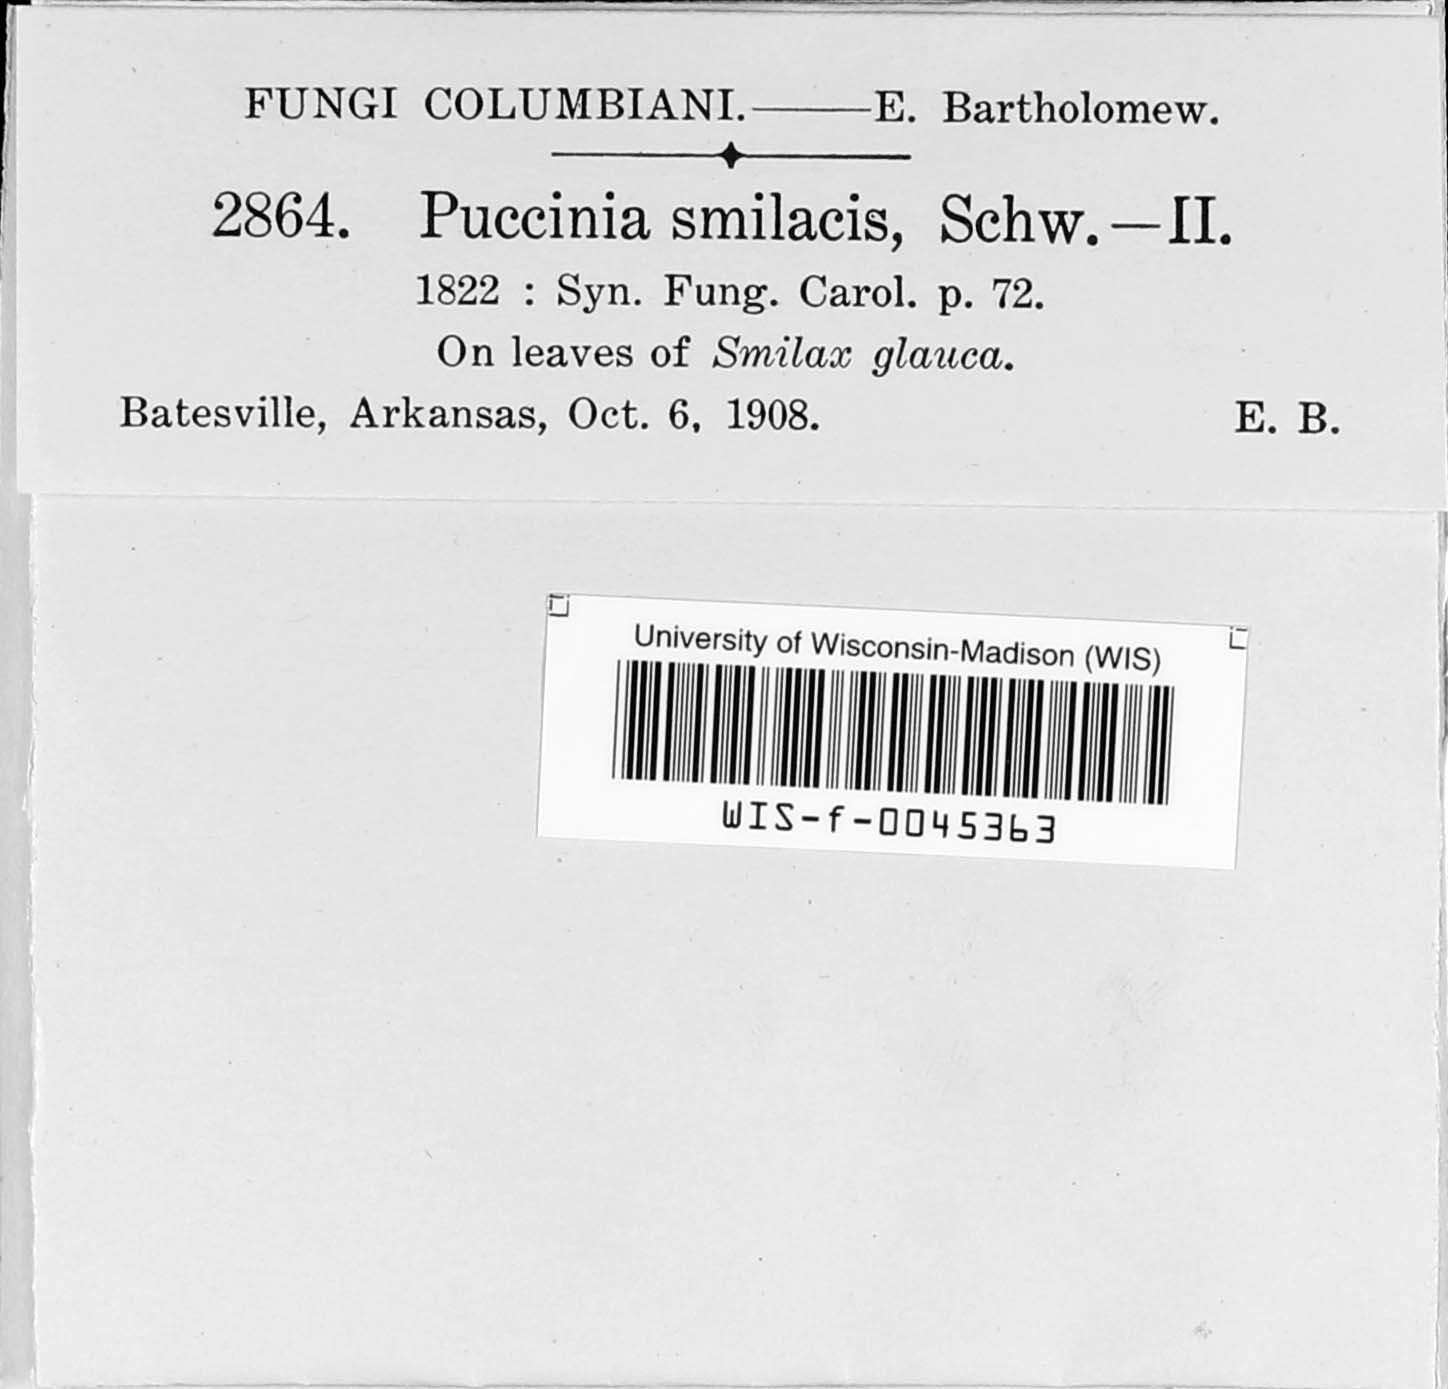 FUNGI COLUMBIANI.——E. Bartholomew.
2864. Puccinia smilacis, Schw.—II.
1822 : Syn. Fung. Carol. p. 72.
On leaves of Smilax glauca.
Batesville, Arkansas, Oct. 6, 1908. E. B.
University of Wisconsin-Madison (WIS)
WIS-f-0045363